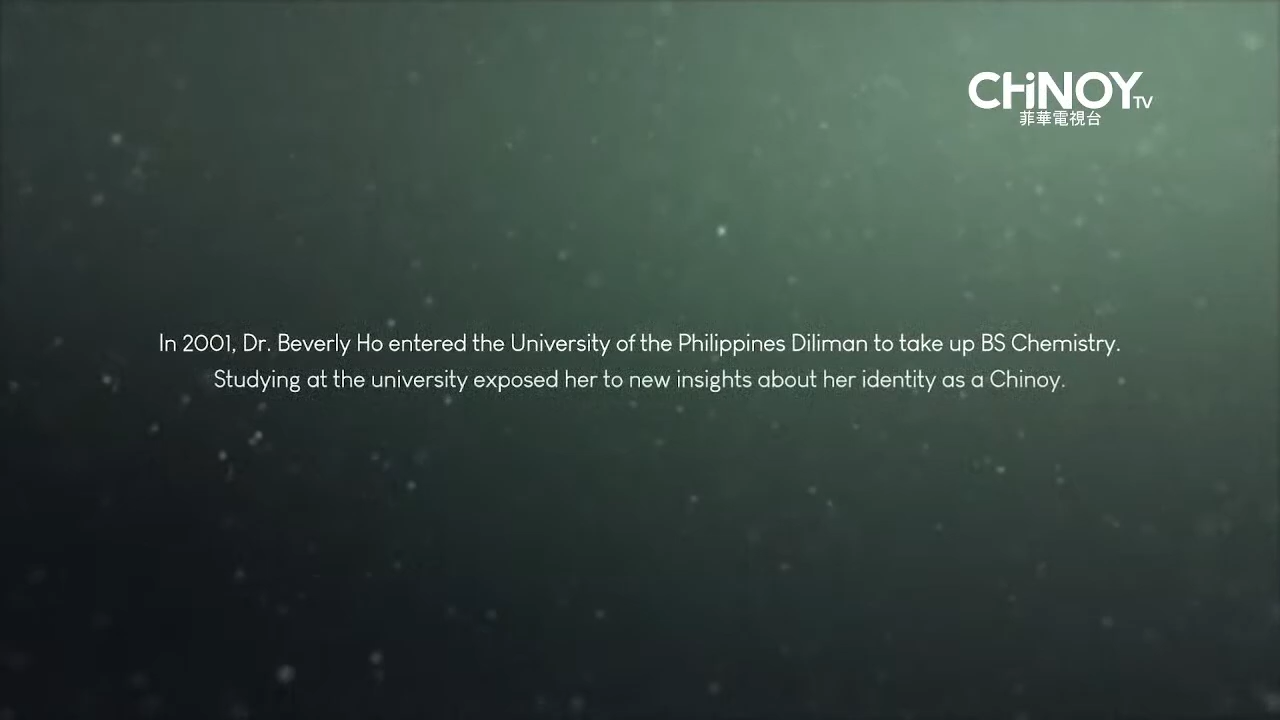 CHiNOY TV
菲華電視台
In 2001, Dr. Beverly Ho entered the University of the Philippines Diliman to take up BS Chemistry.
Studying at the university exposed her to new insights about her identity as a Chinoy.